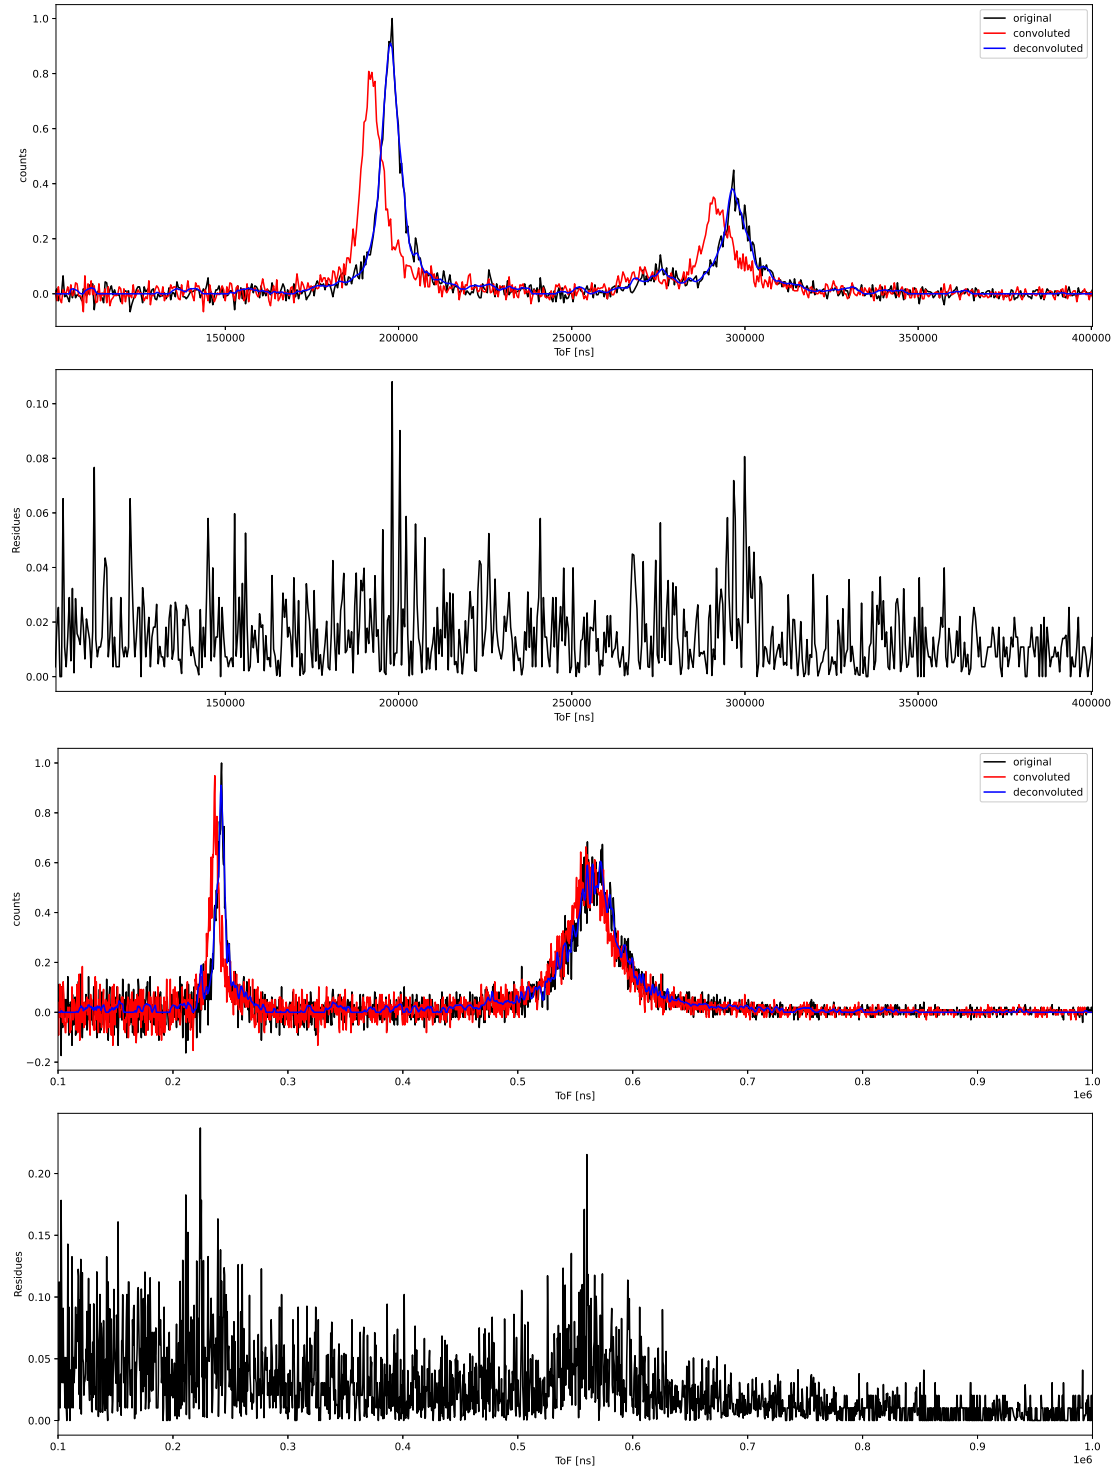 1.0
0.8
0.6
0.4
0.2
0.0
counts
original
convoluted
deconvoluted
150000 200000 250000 300000 350000 400000
ToF [ns]
0.10
0.08
0.06
0.04
0.02
0.00
Residues
150000 200000 250000 300000 350000 400000
ToF [ns]
1.0
0.8
0.6
0.4
0.2
0.0
−0.2
counts
original
convoluted
deconvoluted
0.1 0.2 0.3 0.4 0.5 0.6 0.7 0.8 0.9 1.0
ToF [ns]
1e6
0.20
0.15
0.10
0.05
0.00
Residues
0.1 0.2 0.3 0.4 0.5 0.6 0.7 0.8 0.9 1.0
ToF [ns]
1e6